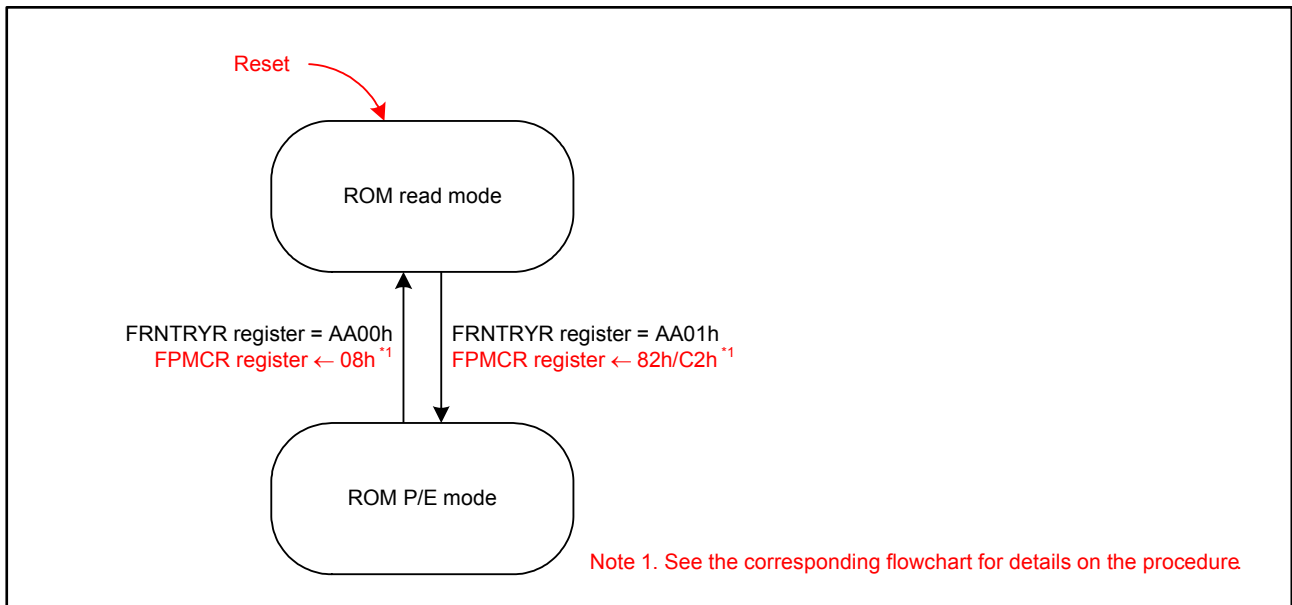 Reset
ROM read mode
FRNTRYR register = AA00h
FPMCR register ← 08h *1
FRNTRYR register = AA01h
FPMCR register ← 82h/C2h *1
ROM P/E mode
Note 1. See the corresponding flowchart for details on the procedure.